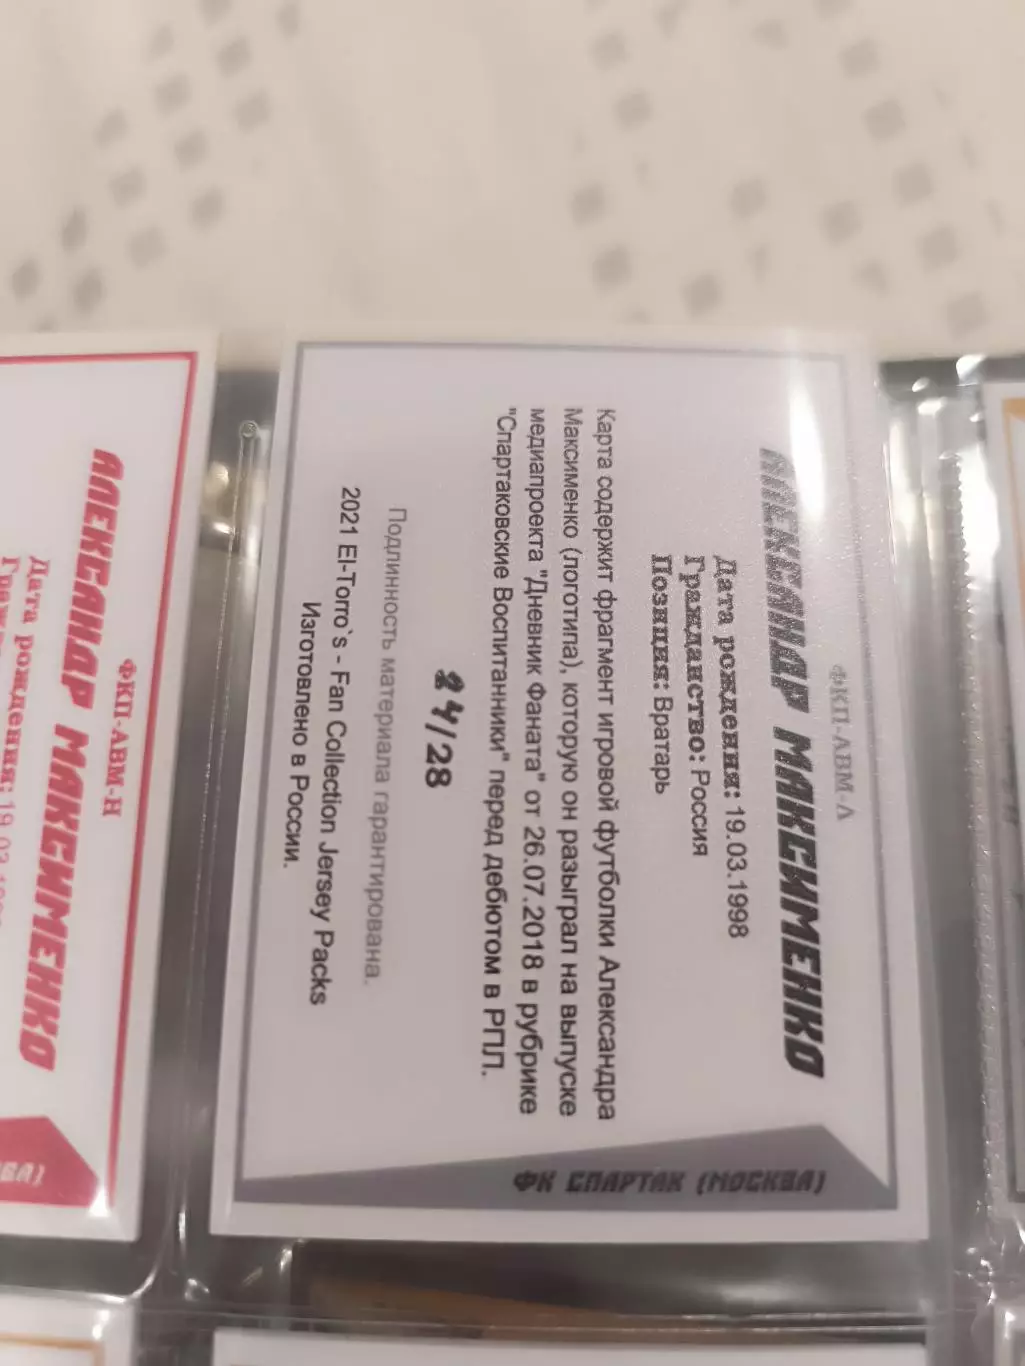 ФКП-АВМ-Л
АЛЕКСАНДР МАКСИМЕНКО
Дата рождения: 19.03.1998
Гражданство: Россия
Позиция: Вратарь
Карта содержит фрагмент игровой футболки Александра
Максименко (логотипа), которую он разыграл на выпуске
медиапроекта "Дневник Фаната" от 26.07.2018 в рубрике
"Спартаковские Воспитанники" перед дебютом в РПЛ.
24/28
Подлинность материала гарантирована.
2021 El-Torro`s - Fan Collection Jersey Packs
Изготовлено в России.
ФК СПАРТАК (МОСКВА)
ФКП-АВМ-Н
АЛЕКСАНДР МАКСИМЕНКО
Дата рождения: 19.03